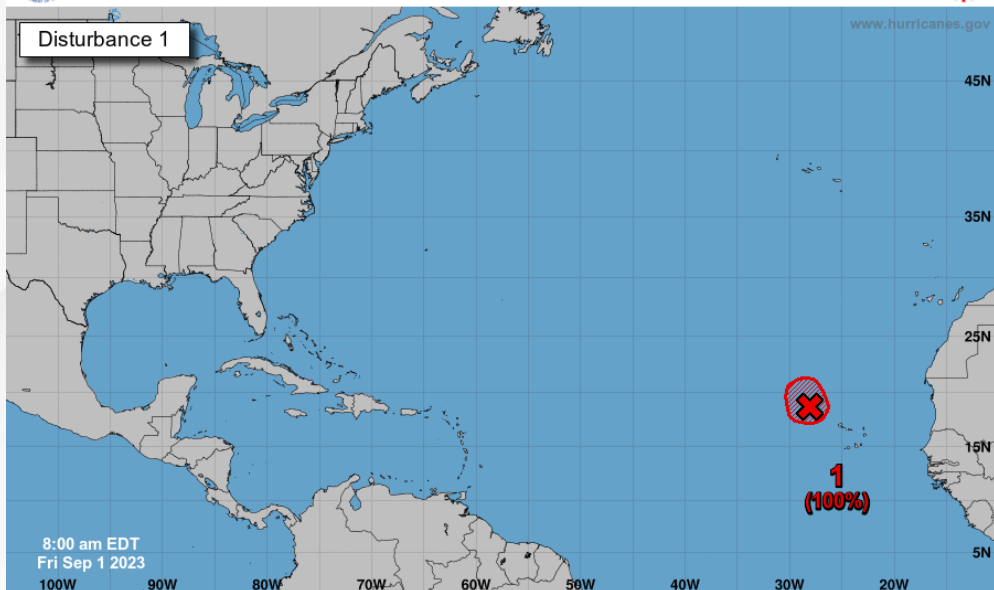 Disturbance 1
www.hurricanes.gov
45N
35N
25N
15N
1
(100%)
8:00 am EDT
Fri Sep 1 2023
5N
100W 90W 80W 70W 60W 50W 40W 30W 20W